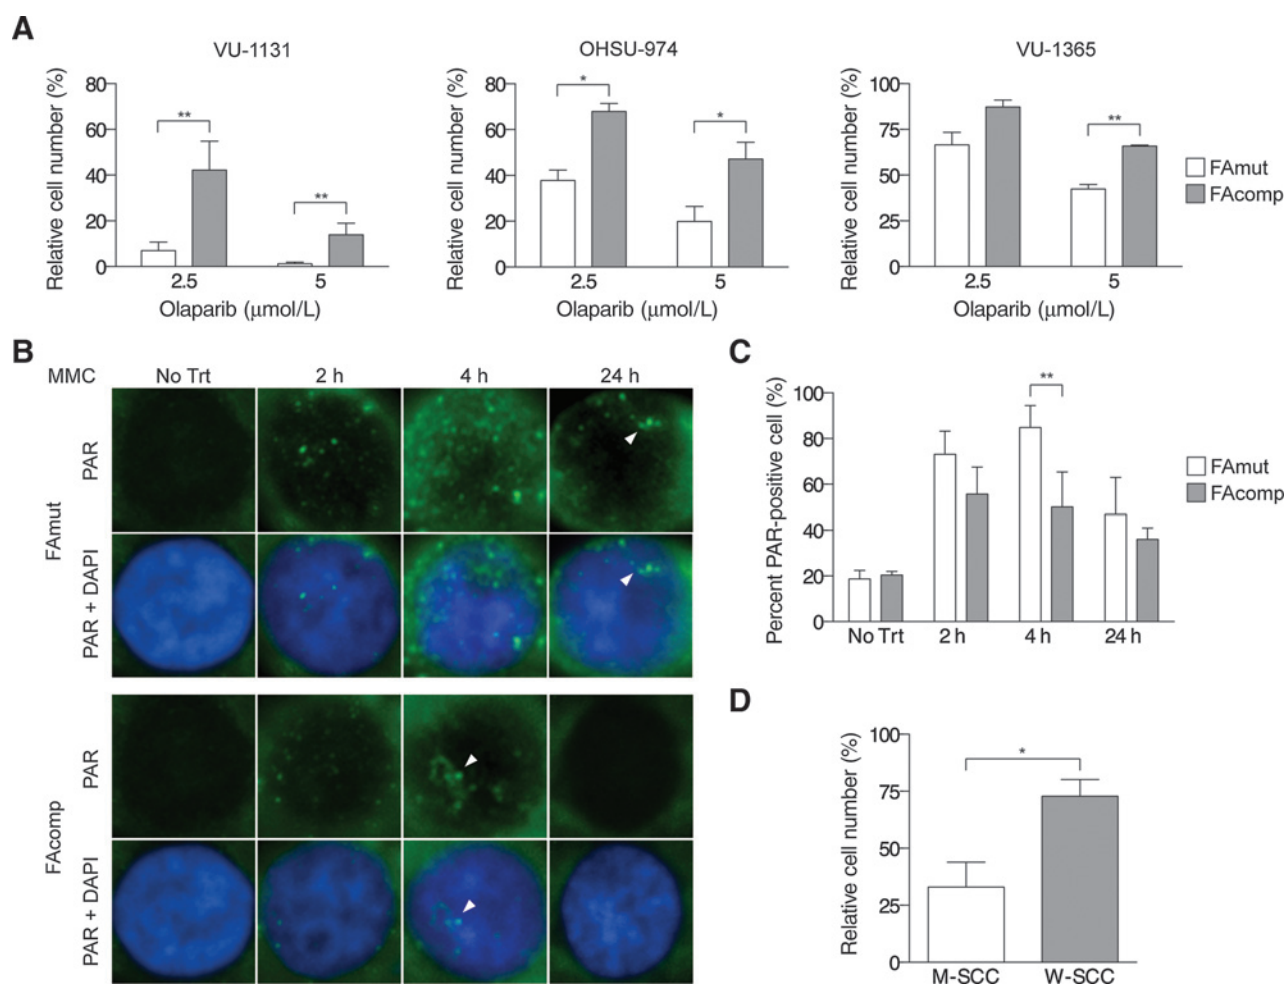 A
VU-1131
OHSU-974
VU-1365
Relative cell number (%)
80
60
40
20
0
**
**
2.5
5
Olaparib (μmol/L)
Relative cell number (%)
80
60
40
20
0
*
*
2.5
5
Olaparib (μmol/L)
Relative cell number (%)
100
75
50
25
0
**
2.5
5
Olaparib (μmol/L)
FAmut
FAcomp
B
MMC
No Trt
2 h
4 h
24 h
FAmut
PAR
PAR + DAPI
FAcomp
PAR
PAR + DAPI
C
Percent PAR-positive cell (%)
100
80
60
40
20
0
**
No Trt
2 h
4 h
24 h
FAmut
FAcomp
D
Relative cell number (%)
100
75
50
25
0
*
M-SCC
W-SCC